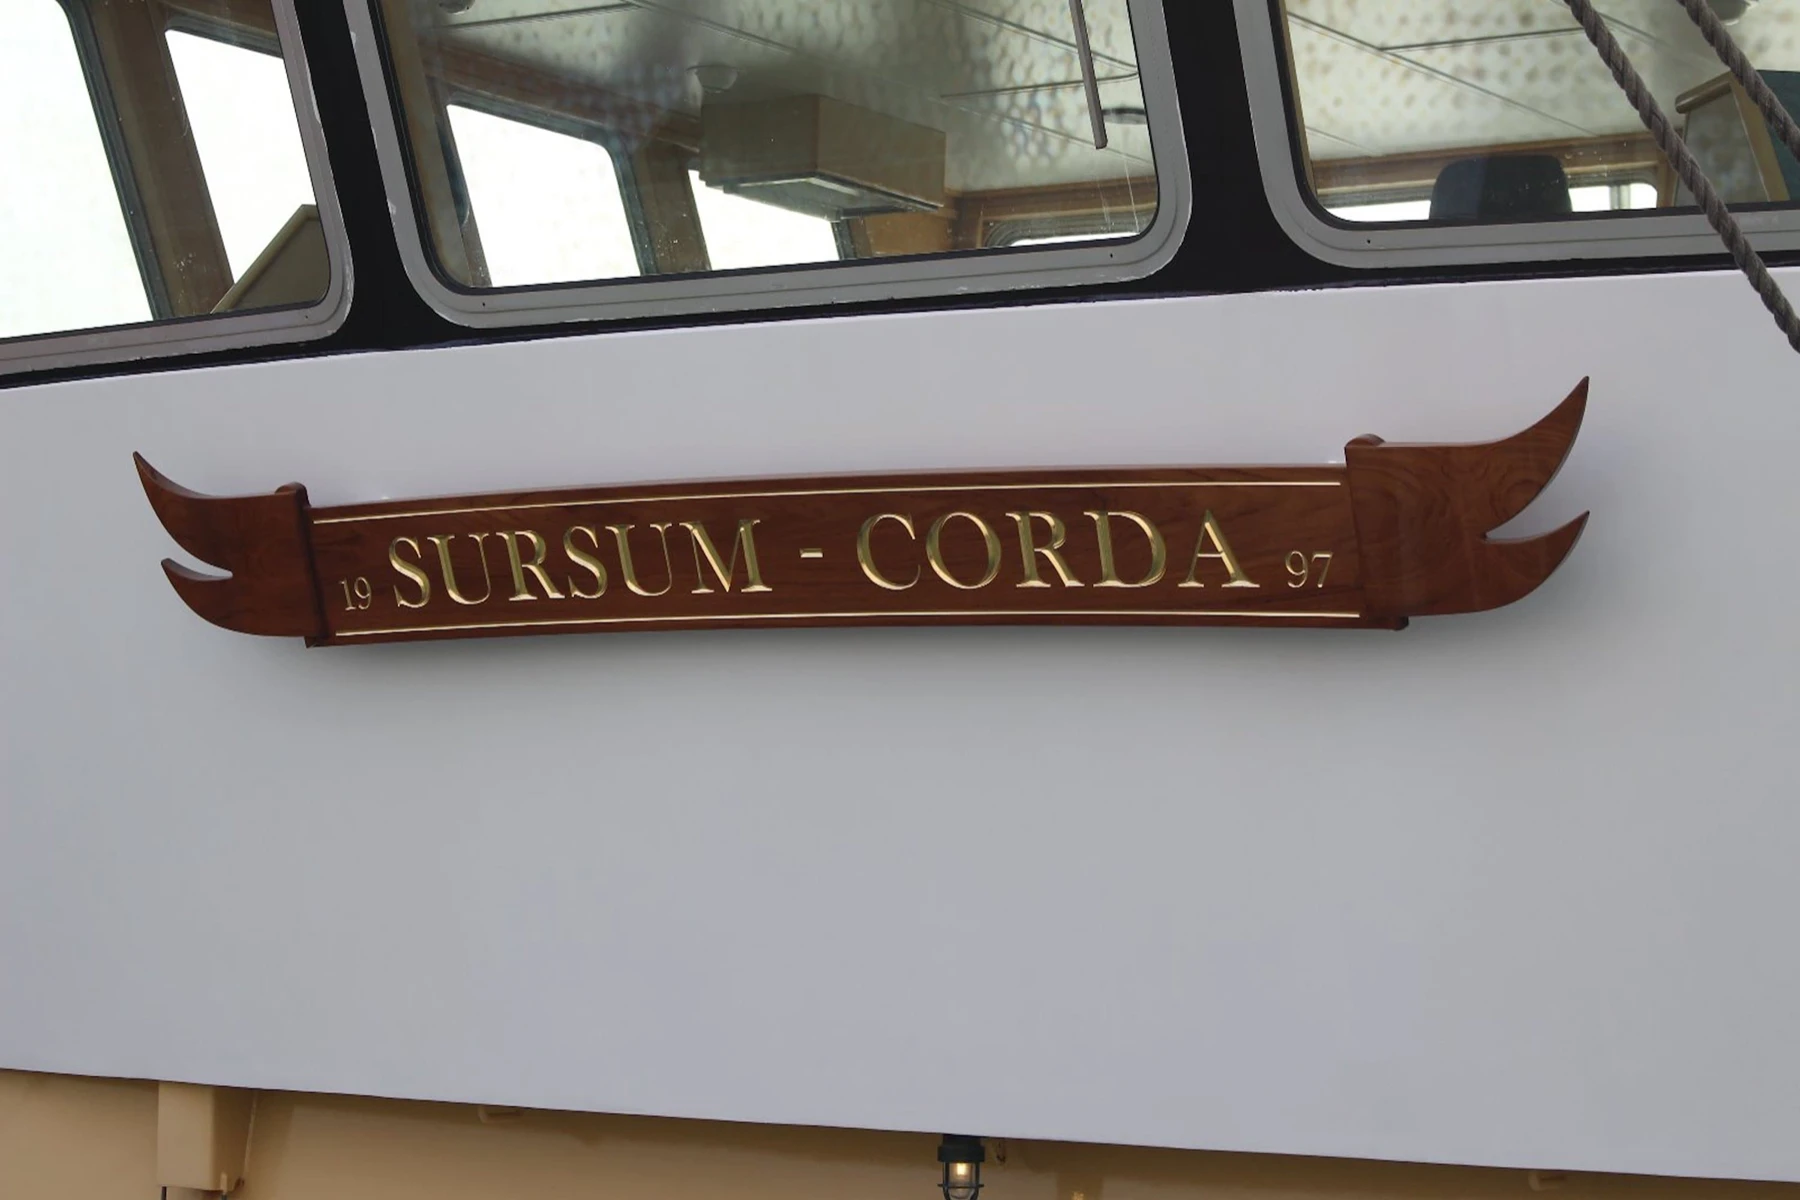 19 SURSUM - CORDA 97